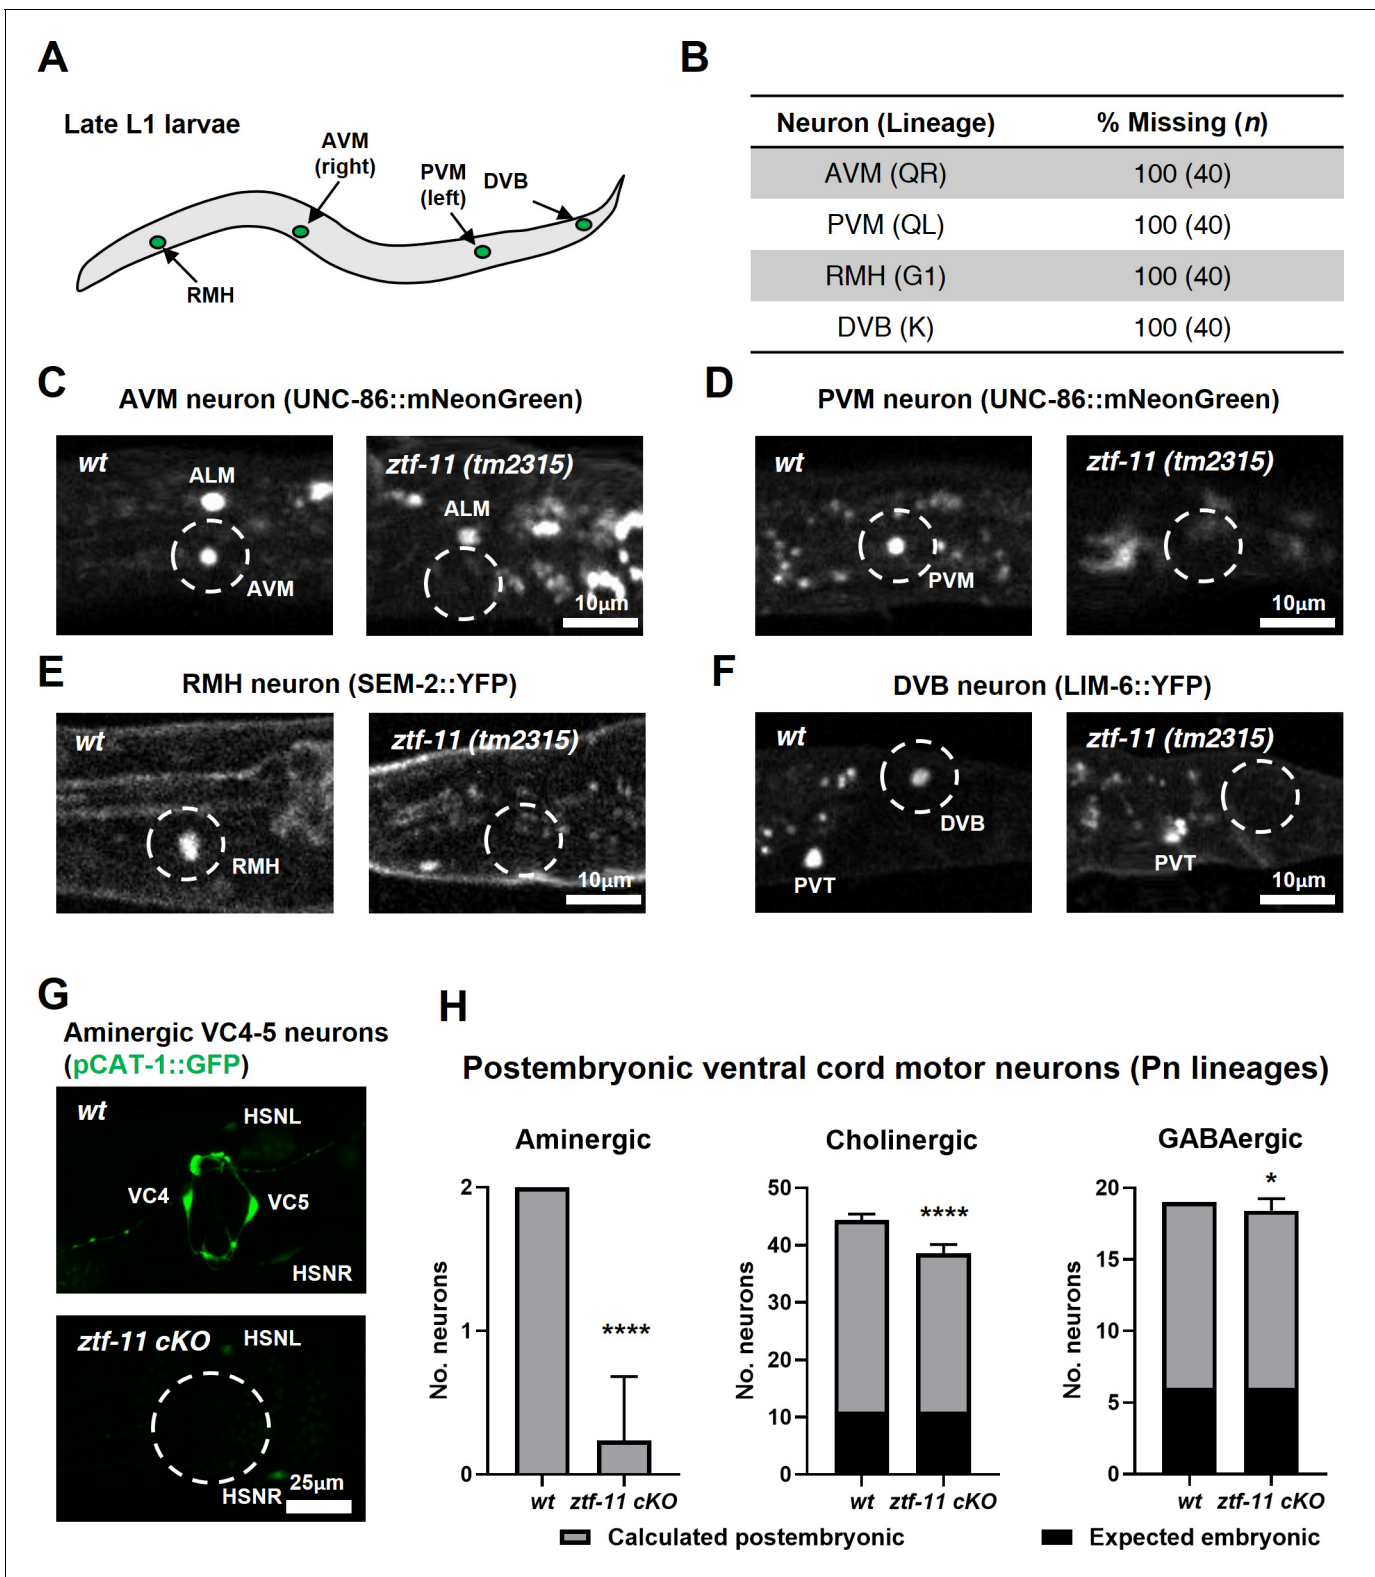 A
Late L1 larvae
AVM
(right)
PVM
(left)
DVB
RMH
B
Neuron (Lineage) % Missing (n)
AVM (QR) 100 (40)
PVM (QL) 100 (40)
RMH (G1) 100 (40)
DVB (K) 100 (40)
C
AVM neuron (UNC-86::mNeonGreen)
wt
ALM
AVM
ztf-11 (tm2315)
ALM
10μm
D
PVM neuron (UNC-86::mNeonGreen)
wt
PVM
ztf-11 (tm2315)
10μm
E
RMH neuron (SEM-2::YFP)
wt
RMH
ztf-11 (tm2315)
10μm
F
DVB neuron (LIM-6::YFP)
wt
DVB
PVT
ztf-11 (tm2315)
PVT
10μm
G
Aminergic VC4-5 neurons
(pCAT-1::GFP)
wt
HSNL
VC4
VC5
HSNR
ztf-11 cKO
HSNL
HSNR
25μm
H
Postembryonic ventral cord motor neurons (Pn lineages)
Aminergic
No. neurons
2
1
0
****
wt ztf-11 cKO
Cholinergic
No. neurons
50
40
30
20
10
0
****
wt ztf-11 cKO
GABAergic
No. neurons
20
15
10
5
0
*
wt ztf-11 cKO
Calculated postembryonic
Expected embryonic